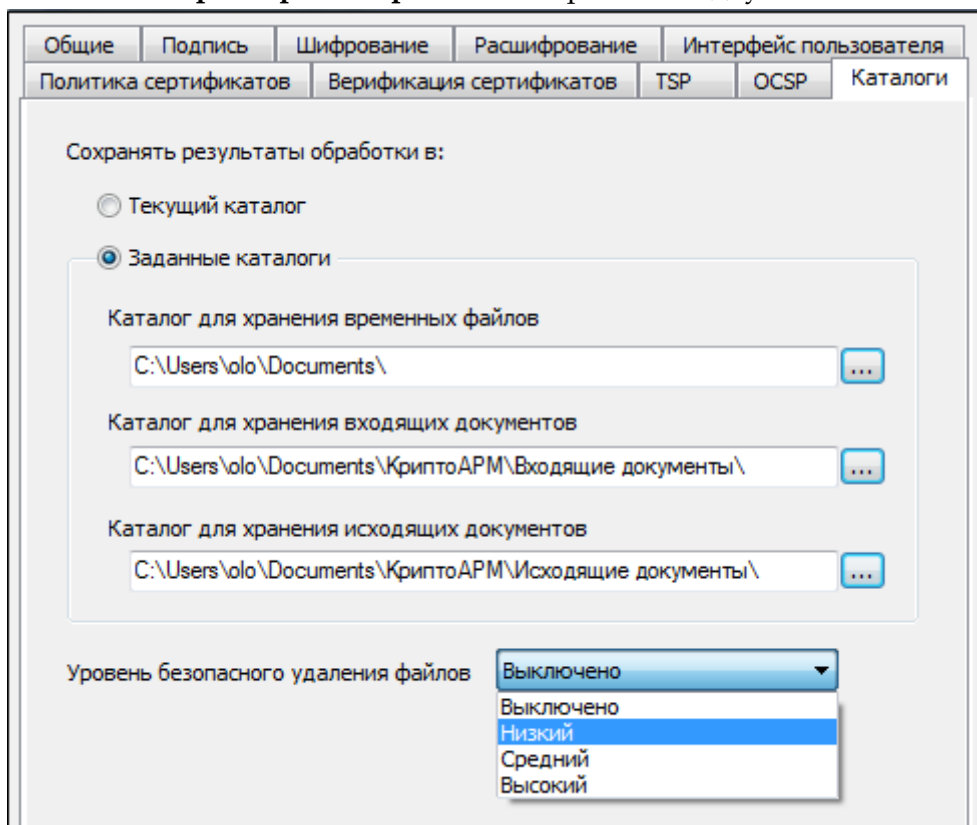 Общие Подпись Шифрование Расшифрование Интерфейс пользователя
Политика сертификатов Верификация сертификатов TSP OCSP Каталоги
Сохранять результаты обработки в:
Текущий каталог
Заданные каталоги
Каталог для хранения временных файлов
C:\Users\olo\Documents\
...
Каталог для хранения входящих документов
C:\Users\olo\Documents\КриптоАРМ\Входящие документы\
...
Каталог для хранения исходящих документов
C:\Users\olo\Documents\КриптоАРМ\Исходящие документы\
...
Уровень безопасного удаления файлов Выключено
Выключено
Низкий
Средний
Высокий